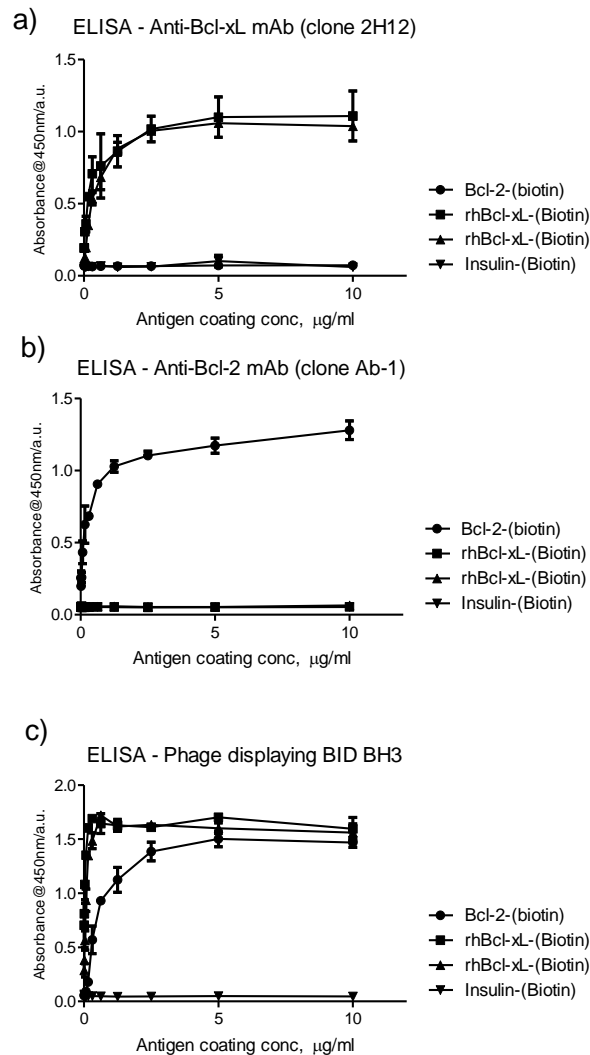 a)
ELISA - Anti-Bcl-xL mAb (clone 2H12)
Absorbance@450nm/a.u.
1.5
1.0
0.5
0.0
0
5
10
Antigen coating conc, μg/ml
Bcl-2-(biotin)
rhBcl-xL-(Biotin)
rhBcl-xL-(Biotin)
Insulin-(Biotin)
b)
ELISA - Anti-Bcl-2 mAb (clone Ab-1)
Absorbance@450nm/a.u.
1.5
1.0
0.5
0.0
0
5
10
Antigen coating conc, μg/ml
Bcl-2-(biotin)
rhBcl-xL-(Biotin)
rhBcl-xL-(Biotin)
Insulin-(Biotin)
c)
ELISA - Phage displaying BID BH3
Absorbance@450nm/a.u.
2.0
1.5
1.0
0.5
0.0
0
5
10
Antigen coating conc, μg/ml
Bcl-2-(biotin)
rhBcl-xL-(Biotin)
rhBcl-xL-(Biotin)
Insulin-(Biotin)